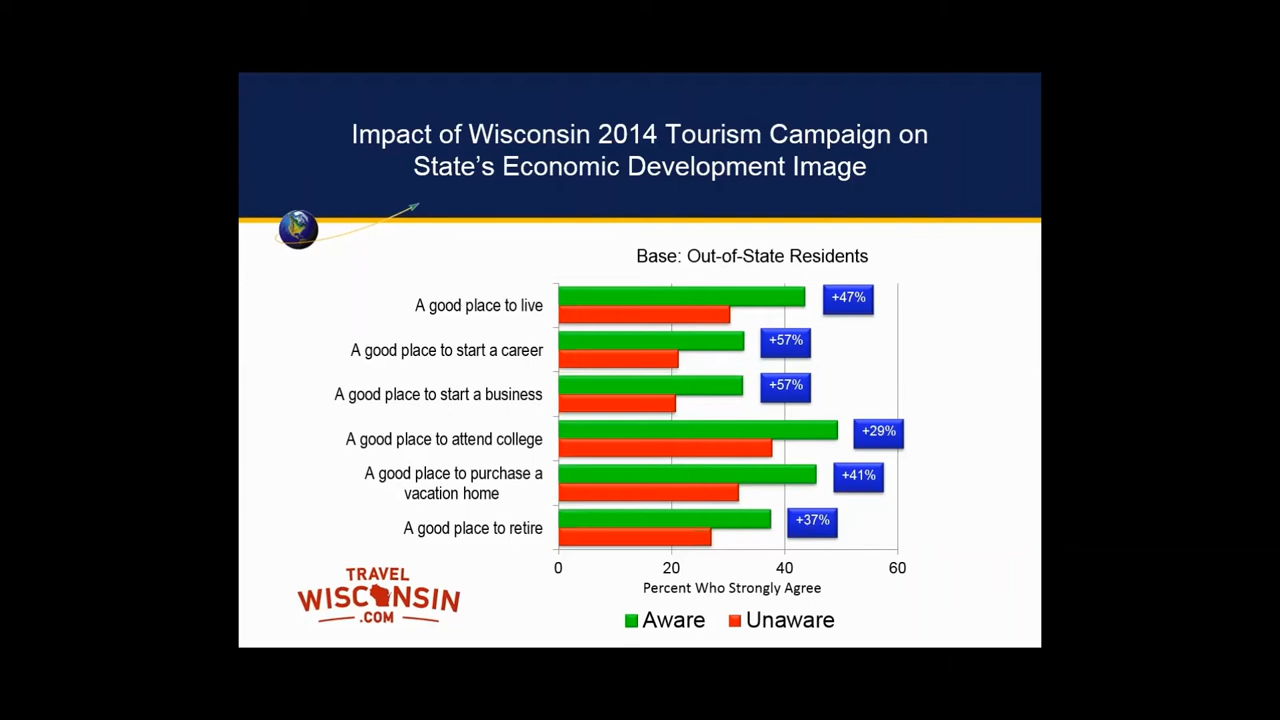 Impact of Wisconsin 2014 Tourism Campaign on
State's Economic Development Image
Base: Out-of-State Residents
A good place to live
+47%
A good place to start a career
+57%
A good place to start a business
+57%
A good place to attend college
+29%
A good place to purchase a
vacation home
+41%
A good place to retire
+37%
0 20 40 60
Percent Who Strongly Agree
Aware Unaware
TRAVEL
WISCONSIN
.COM